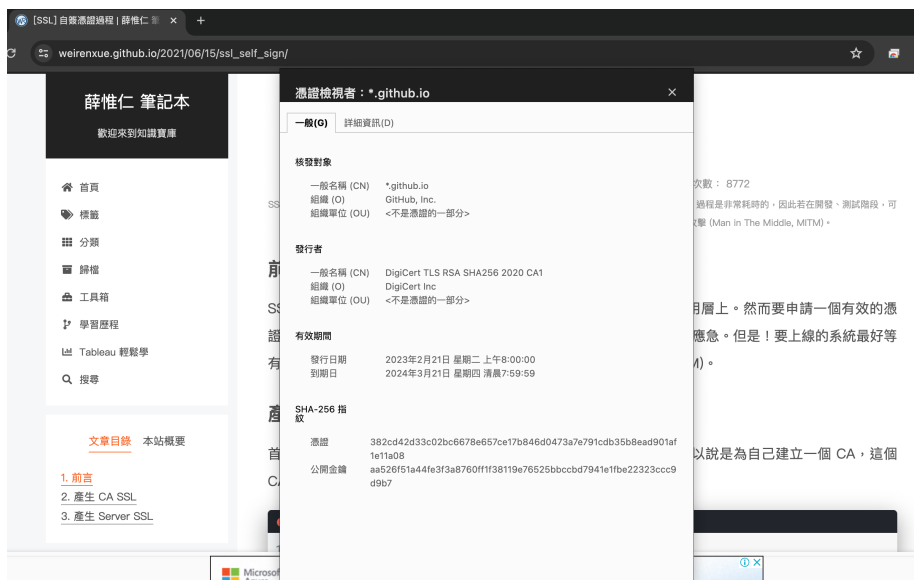 [SSL] 自簽憑證過程 | 薛惟仁
weirenxue.github.io/2021/06/15/ssl_self_sign/
薛惟仁 筆記本
歡迎來到知識寶庫
首頁
標籤
分類
歸檔
工具箱
學習歷程
Tableau 輕鬆學
搜尋
文章目錄 本站概要
1. 前言
2. 產生 CA SSL
3. 產生 Server SSL
憑證檢視者：*.github.io
一般(G) 詳細資訊(D)
核發對象
一般名稱 (CN) *.github.io
組織 (O) GitHub, Inc.
組織單位 (OU) <不是憑證的一部分>
發行者
一般名稱 (CN) DigiCert TLS RSA SHA256 2020 CA1
組織 (O) DigiCert Inc
組織單位 (OU) <不是憑證的一部分>
有效期間
發行日期 2023年2月21日 星期二 上午8:00:00
到期日 2024年3月21日 星期四 清晨7:59:59
SHA-256 指
紋
憑證 382cd42d33c02bc6678e657ce17b846d0473a7e791cdb35b8ead901af
1e11a08
公開金鑰 aa526f51a44fe3f3a8760ff1f38119e76525bbccbd7941e1fbe22323ccc9
d9b7
次數： 8772
SS 過程是非常耗時的，因此若在開發、測試階段，可
擊 (Man in The Middle, MITM)。
前
SS 用層上。然而要申請一個有效的憑
證 應急。但是！要上線的系統最好等
有 M)。
產
首 以說是為自己建立一個 CA，這個
CA
Microsof